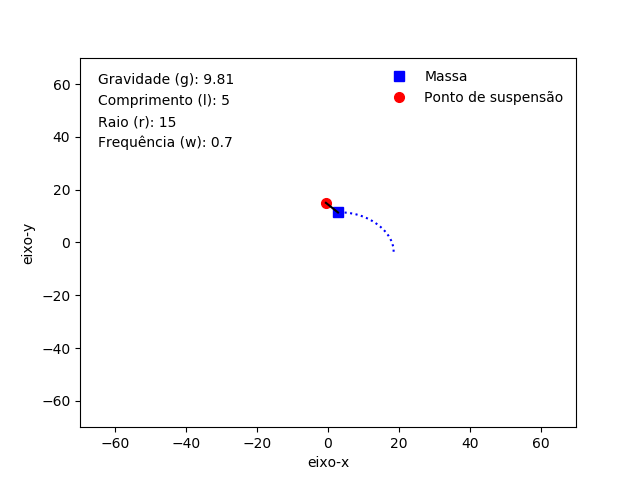 Gravidade (g): 9.81
Comprimento (l): 5
Raio (r): 15
Frequência (w): 0.7
Massa
Ponto de suspensão
60
40
20
0
−20
−40
−60
eixo-y
−60
−40
−20
0
20
40
60
eixo-x